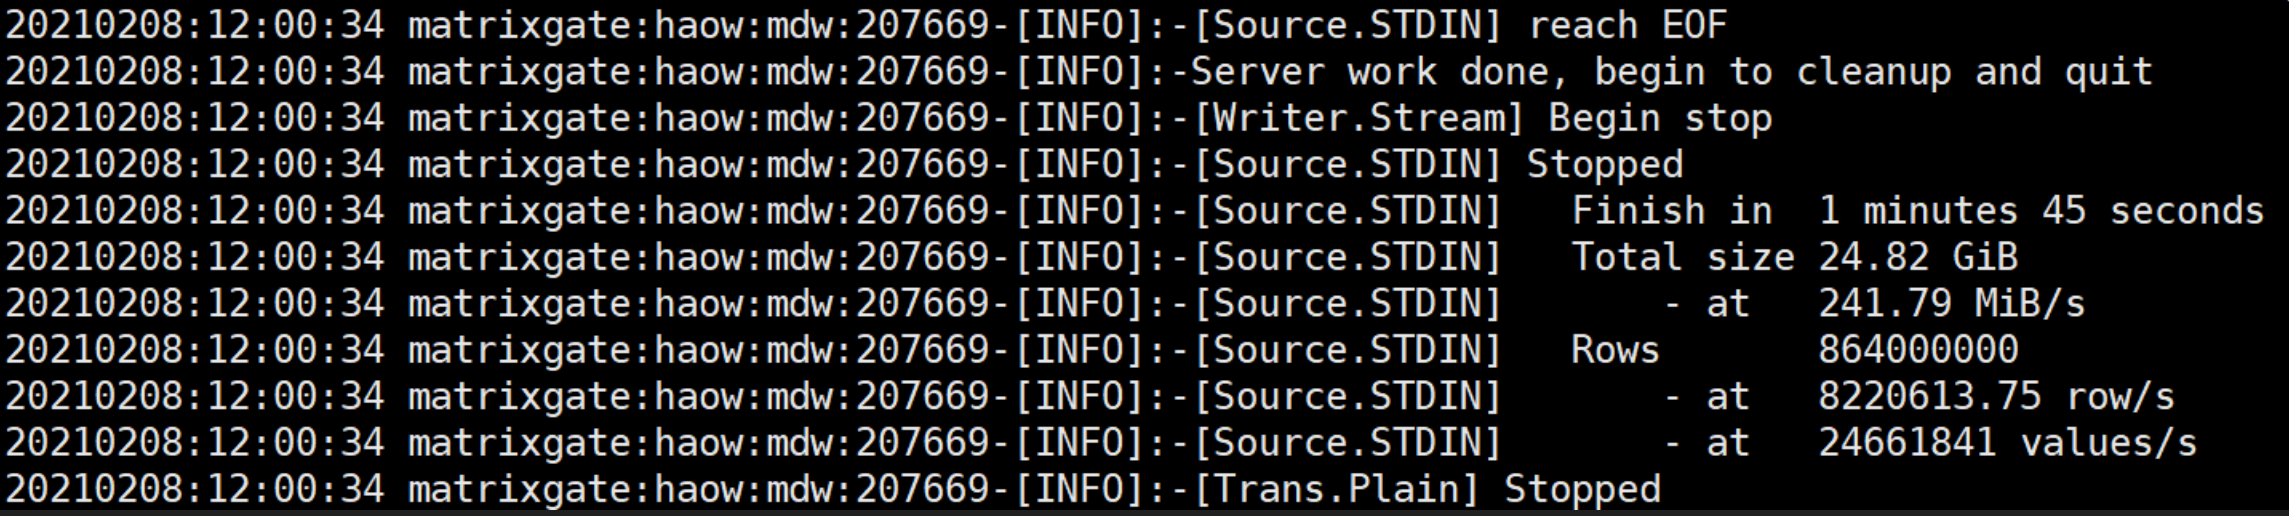 20210208:12:00:34 matrixgate:haow:mdw:207669-[INFO]:-[Source.STDIN] reach EOF
20210208:12:00:34 matrixgate:haow:mdw:207669-[INFO]:-Server work done, begin to cleanup and quit
20210208:12:00:34 matrixgate:haow:mdw:207669-[INFO]:-[Writer.Stream] Begin stop
20210208:12:00:34 matrixgate:haow:mdw:207669-[INFO]:-[Source.STDIN] Stopped
20210208:12:00:34 matrixgate:haow:mdw:207669-[INFO]:-[Source.STDIN]   Finish in  1 minutes 45 seconds
20210208:12:00:34 matrixgate:haow:mdw:207669-[INFO]:-[Source.STDIN]   Total size 24.82 GiB
20210208:12:00:34 matrixgate:haow:mdw:207669-[INFO]:-[Source.STDIN]       - at   241.79 MiB/s
20210208:12:00:34 matrixgate:haow:mdw:207669-[INFO]:-[Source.STDIN]   Rows       864000000
20210208:12:00:34 matrixgate:haow:mdw:207669-[INFO]:-[Source.STDIN]       - at   8220613.75 row/s
20210208:12:00:34 matrixgate:haow:mdw:207669-[INFO]:-[Source.STDIN]       - at   24661841 values/s
20210208:12:00:34 matrixgate:haow:mdw:207669-[INFO]:-[Trans.Plain] Stopped